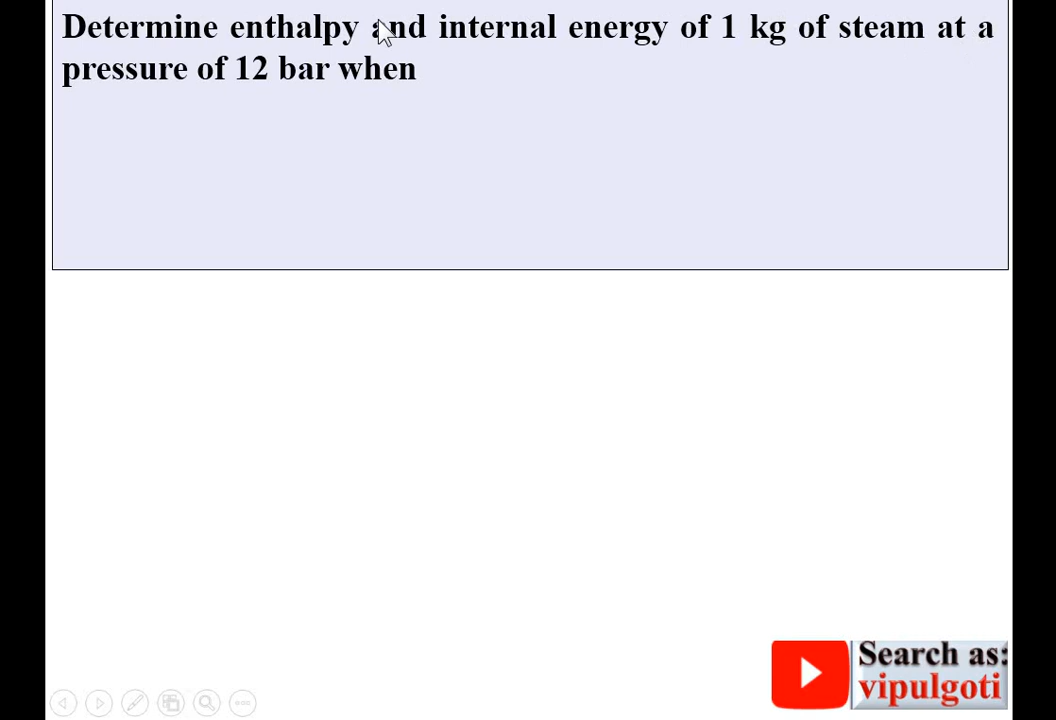 Determine enthalpy and internal energy of 1 kg of steam at a
pressure of 12 bar when
Search as:
vipulgoti